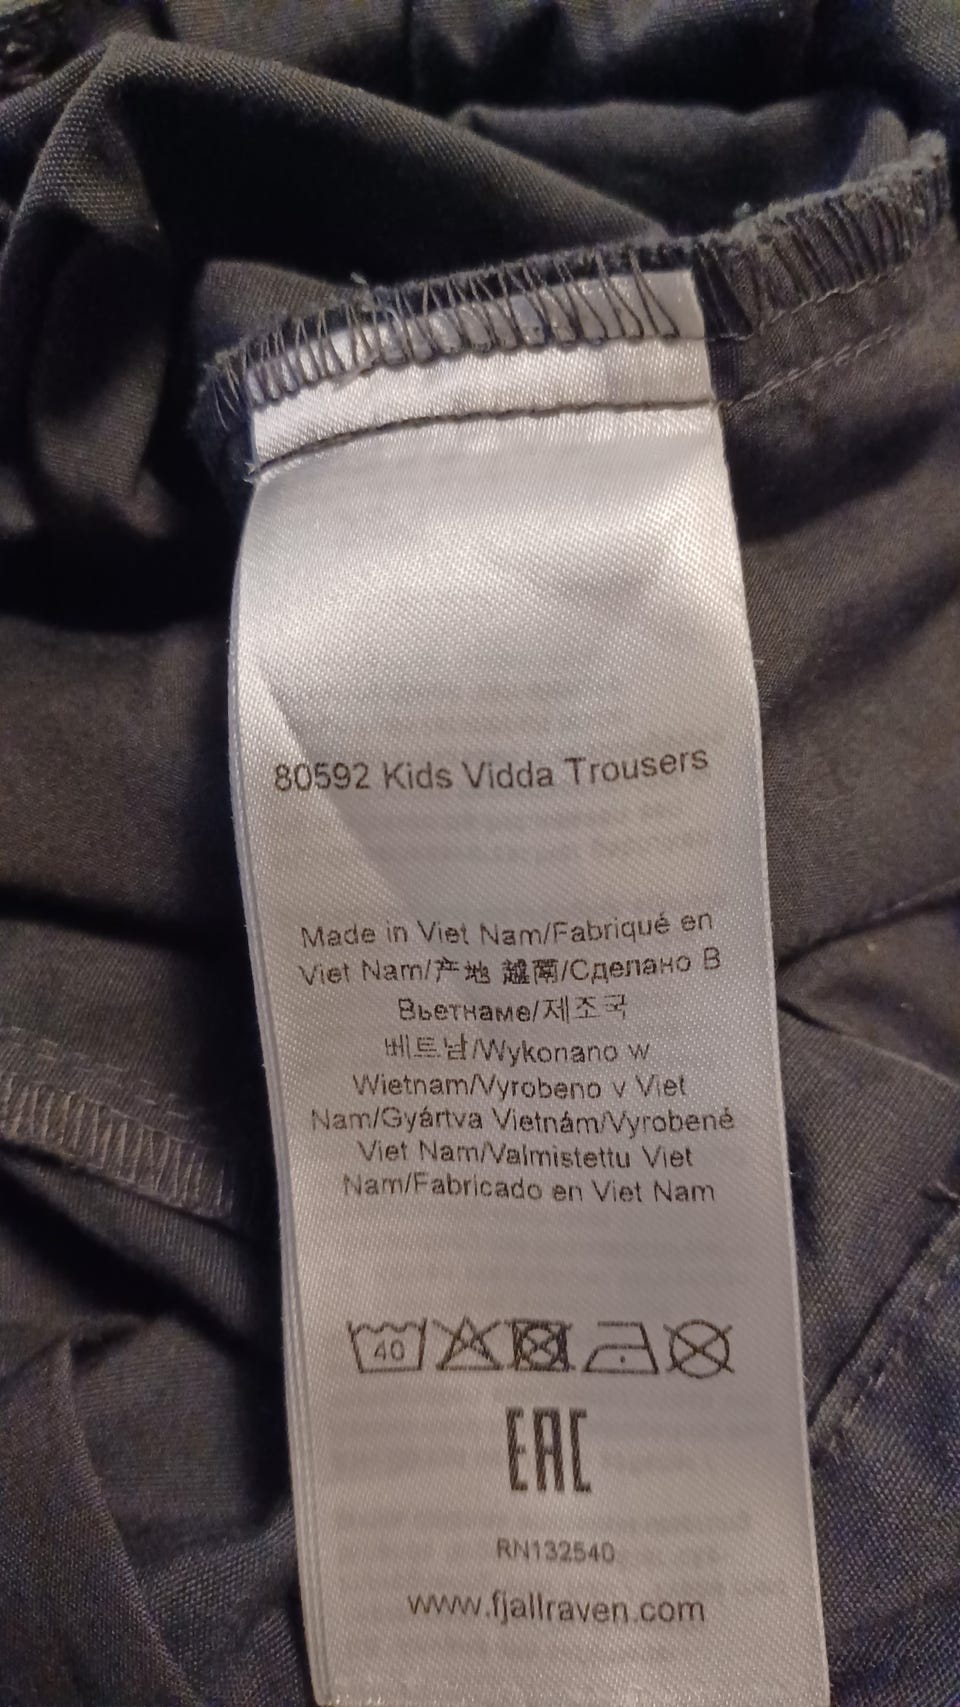 80592 Kids Vidda Trousers
Made in Viet Nam/Fabriqué en
Viet Nam/产地 越南/Сделано В
Вьетнаме/제조국
베트남/Wykonano w
Wietnam/Vyrobeno v Viet
Nam/Gyártva Vietnám/Vyrobené
Viet Nam/Valmistettu Viet
Nam/Fabricado en Viet Nam
40
EAC
RN132540
www.fjallraven.com